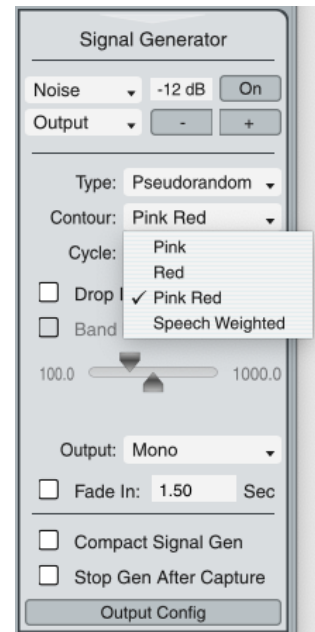 Signal Generator
Noise -12 dB On
Output - +
Type: Pseudorandom
Contour: Pink Red
Cycle:
Pink
Red
✓ Pink Red
Speech Weighted
Drop
Band
100.0 1000.0
Output: Mono
Fade In: 1.50 Sec
Compact Signal Gen
Stop Gen After Capture
Output Config